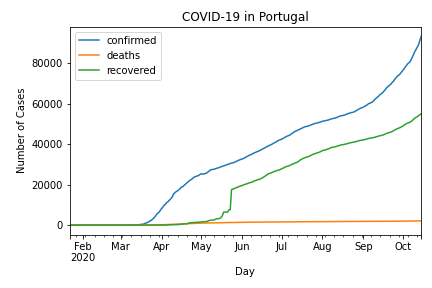 COVID-19 in Portugal
confirmed
deaths
recovered
Number of Cases
80000
60000
40000
20000
0
Feb Mar Apr May Jun Jul Aug Sep Oct
2020
Day